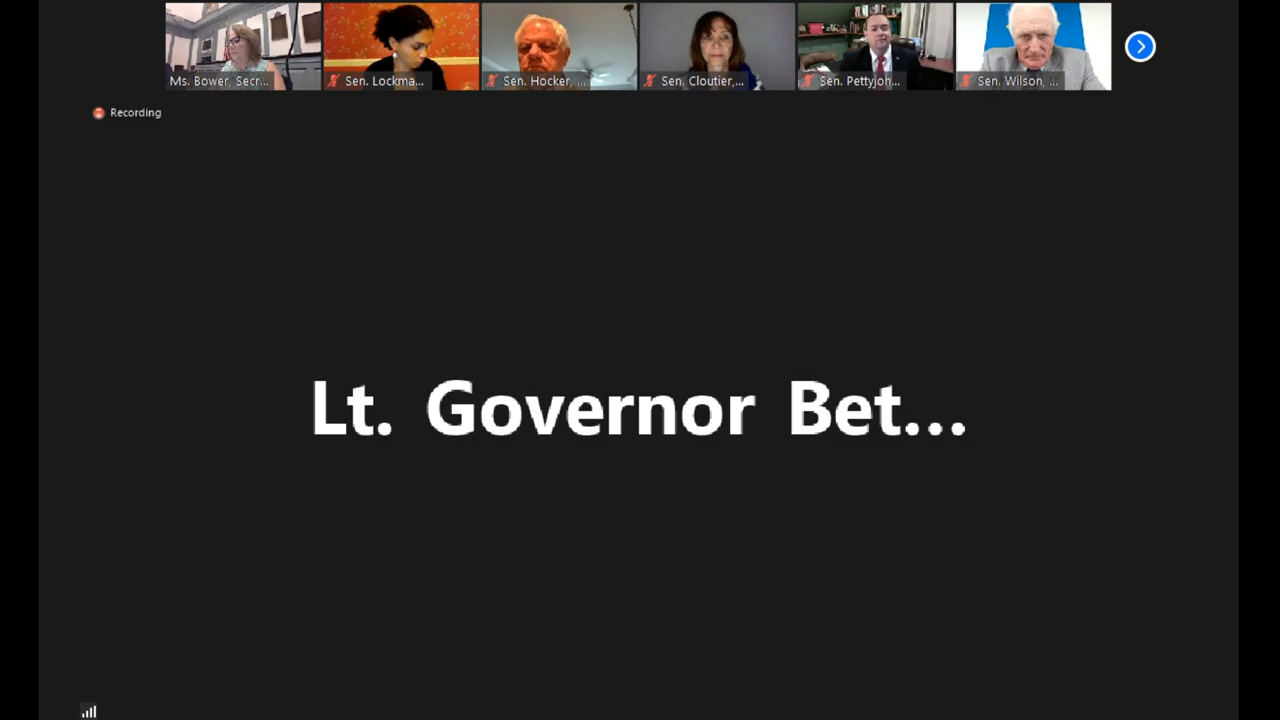 Ms. Bower, Secr...
Sen. Lockma...
Sen. Hocker, ...
Sen. Cloutier,...
Sen. Pettyjoh...
Sen. Wilson, ...
Recording
Lt. Governor Bet...